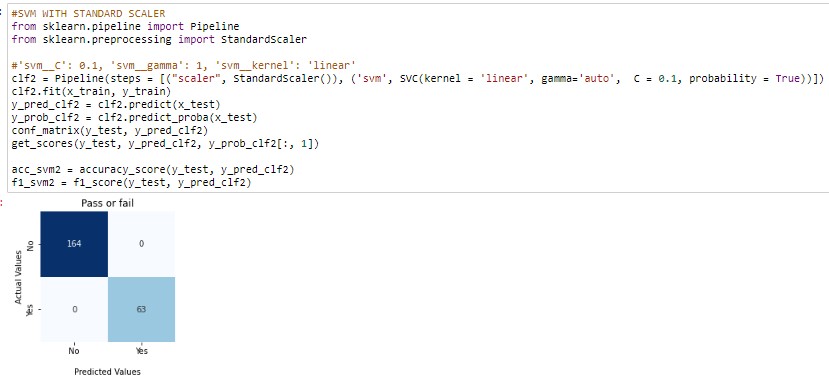 #SVM WITH STANDARD SCALER
from sklearn.pipeline import Pipeline
from sklearn.preprocessing import StandardScaler
#'svm__C': 0.1, 'svm__gamma': 1, 'svm__kernel': 'linear'
clf2 = Pipeline(steps = [("scaler", StandardScaler()), ('svm', SVC(kernel = 'linear', gamma='auto',  C = 0.1, probability = True))])
clf2.fit(x_train, y_train)
y_pred_clf2 = clf2.predict(x_test)
y_prob_clf2 = clf2.predict_proba(x_test)
conf_matrix(y_test, y_pred_clf2)
get_scores(y_test, y_pred_clf2, y_prob_clf2[:, 1])
acc_svm2 = accuracy_score(y_test, y_pred_clf2)
f1_svm2 = f1_score(y_test, y_pred_clf2)
Pass or fail
Actual Values
No
164
0
Yes
0
63
No
Yes
Predicted Values